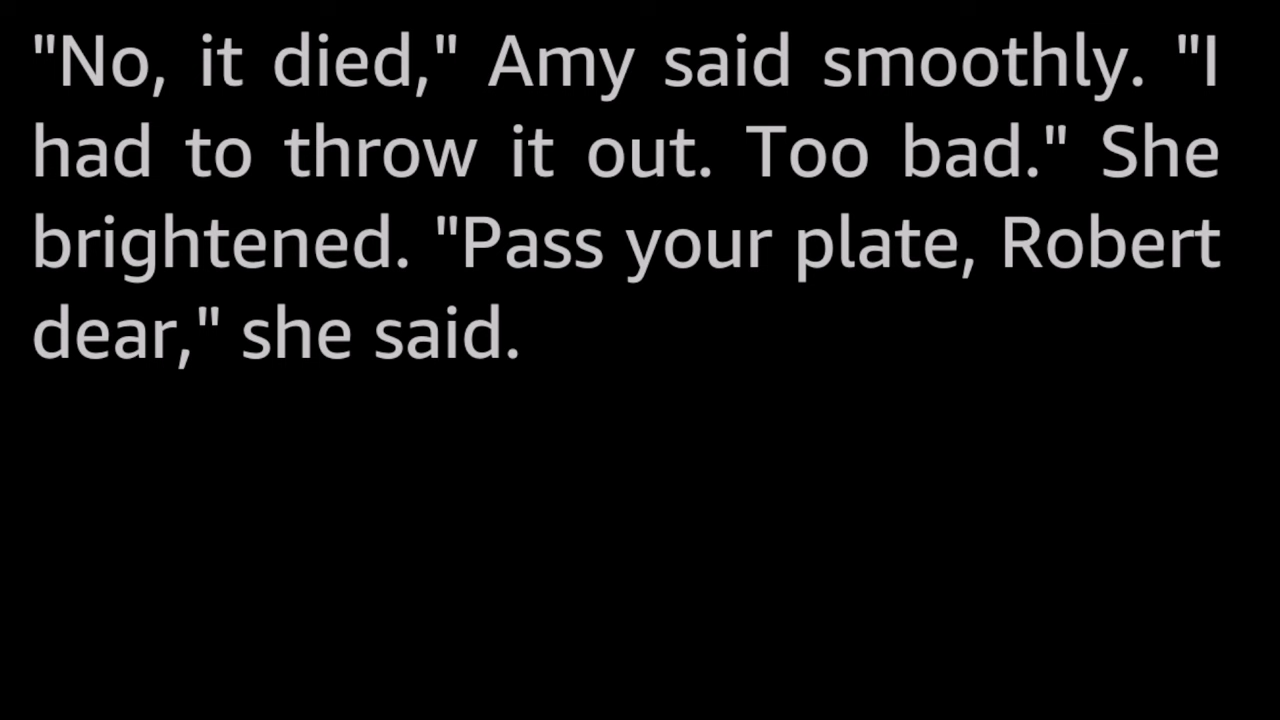 "No, it died," Amy said smoothly. "I
had to throw it out. Too bad." She
brightened. "Pass your plate, Robert
dear," she said.